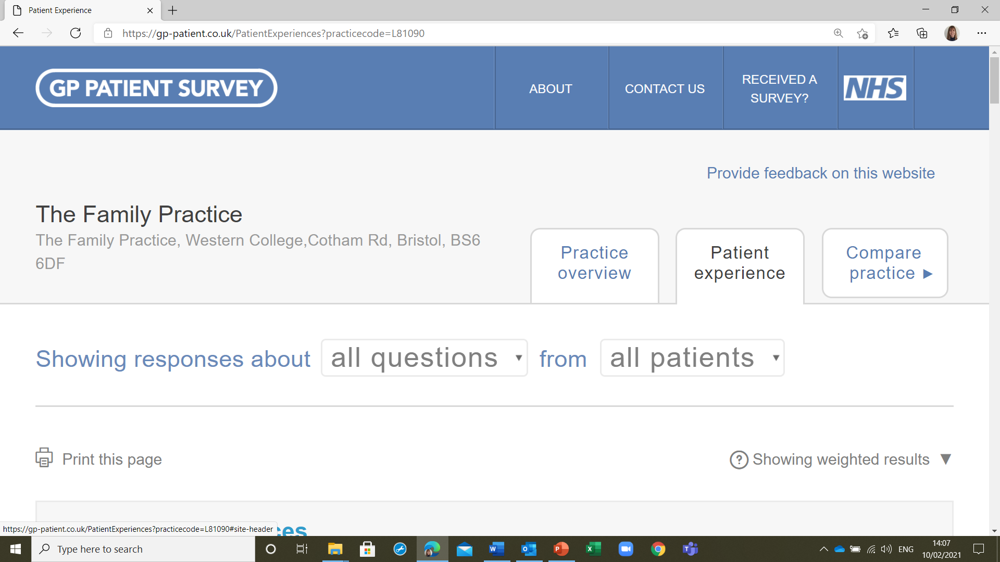 Patient Experience
https://gp-patient.co.uk/PatientExperiences?practicecode=L81090
GP PATIENT SURVEY
ABOUT
CONTACT US
RECEIVED A
SURVEY?
NHS
Provide feedback on this website
The Family Practice
The Family Practice, Western College,Cotham Rd, Bristol, BS6
6DF
Practice
overview
Patient
experience
Compare
practice ▶
Showing responses about all questions from all patients
Print this page
? Showing weighted results ▼
ces
https://gp-patient.co.uk/PatientExperiences?practicecode=L81090#site-header
Type here to search
ENG
14:07
10/02/2021